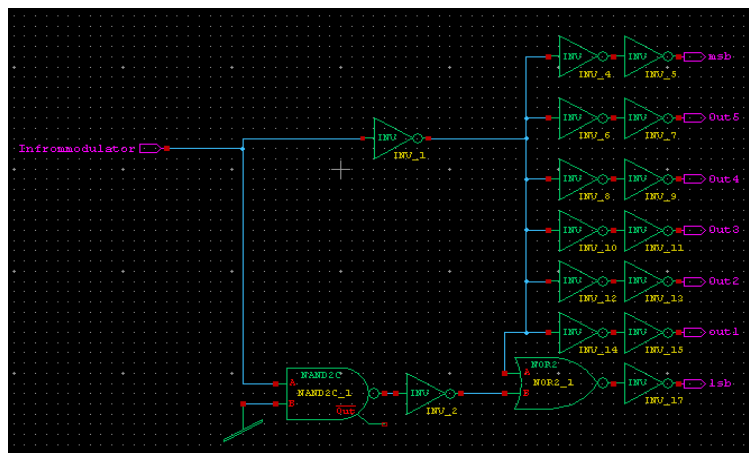 INV INV msb
INV_4 INV_5
INV INV Out5
INV_6 INV_7
Infrommodulator INV
INV_1
INV INV Out4
INV_8 INV_9
INV INV Out3
INV_10 INV_11
INV INV Out2
INV_12 INV_13
INV INV out1
INV_14 INV_15
NAND2C NOR2
A A
NAND2C_1 INV NOR2_1 INV lsb
B B
Out INV_2 INV_17